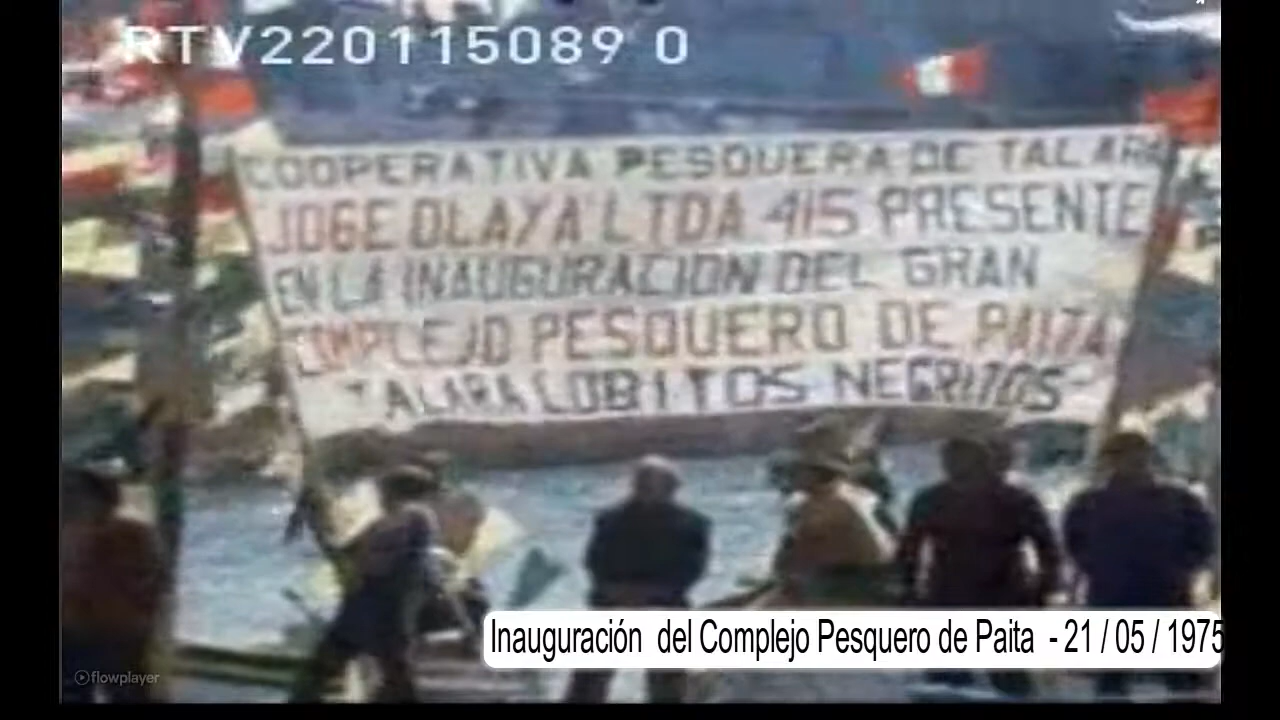 RTV220115089 0
COOPERATIVA PESQUERA DE TALARA
JOGE OLAYA LTDA 415 PRESENTE
EN LA INAUGURACION DEL GRAN
COMPLEJO PESQUERO DE PAITA
TALARA LOBITOS NEGRITOS
Inauguración del Complejo Pesquero de Paita - 21 / 05 / 1975
flowplayer